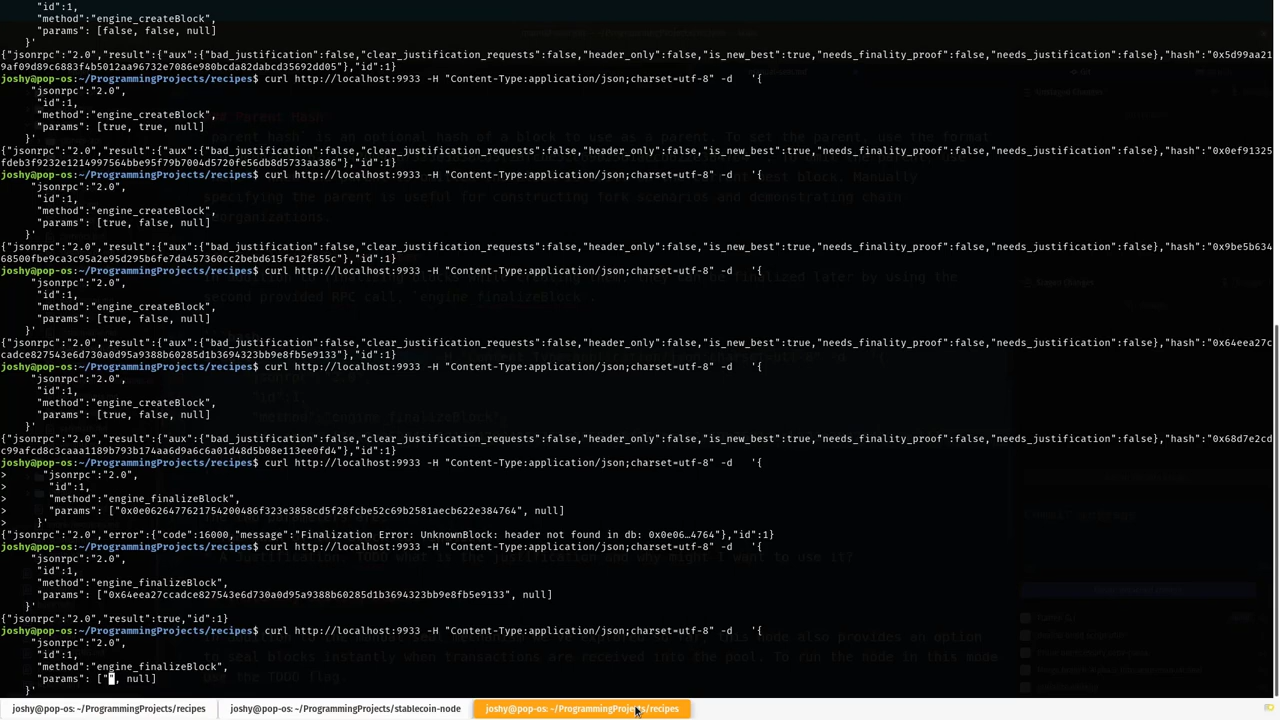 "id":1,
"method":"engine_createBlock",
"params": [false, false, null]
}'
{"jsonrpc":"2.0","result":{"aux":{"bad_justification":false,"clear_justification_requests":false,"header_only":false,"is_new_best":true,"needs_finality_proof":false,"needs_justification":false},"hash":"0x5d99aa21
9af09d89c6883f4b5012aa96732e7086e980bcda82dabcd35692dd05"},"id":1}
joshy@pop-os:~/ProgrammingProjects/recipes$ curl http://localhost:9933 -H "Content-Type:application/json;charset=utf-8" -d   '{
"jsonrpc":"2.0",
"id":1,
"method":"engine_createBlock",
"params": [true, true, null]
}'
{"jsonrpc":"2.0","result":{"aux":{"bad_justification":false,"clear_justification_requests":false,"header_only":false,"is_new_best":true,"needs_finality_proof":false,"needs_justification":false},"hash":"0x0ef91325
fdeb3f9232e1214997564bbe95f79b7004d5720fe56db8d5733aa386"},"id":1}
joshy@pop-os:~/ProgrammingProjects/recipes$ curl http://localhost:9933 -H "Content-Type:application/json;charset=utf-8" -d   '{
"jsonrpc":"2.0",
"id":1,
"method":"engine_createBlock",
"params": [true, false, null]
}'
{"jsonrpc":"2.0","result":{"aux":{"bad_justification":false,"clear_justification_requests":false,"header_only":false,"is_new_best":true,"needs_finality_proof":false,"needs_justification":false},"hash":"0x9be5b634
68500fbe9ca3c95a2e95d295b6fe7da457360cc2bebd615fe12f855c"},"id":1}
joshy@pop-os:~/ProgrammingProjects/recipes$ curl http://localhost:9933 -H "Content-Type:application/json;charset=utf-8" -d   '{
"jsonrpc":"2.0",
"id":1,
"method":"engine_createBlock",
"params": [true, false, null]
}'
{"jsonrpc":"2.0","result":{"aux":{"bad_justification":false,"clear_justification_requests":false,"header_only":false,"is_new_best":true,"needs_finality_proof":false,"needs_justification":false},"hash":"0x64eea27c
cadce827543e6d730a0d95a9388b60285d1b3694323bb9e8fb5e9133"},"id":1}
joshy@pop-os:~/ProgrammingProjects/recipes$ curl http://localhost:9933 -H "Content-Type:application/json;charset=utf-8" -d   '{
"jsonrpc":"2.0",
"id":1,
"method":"engine_createBlock",
"params": [true, false, null]
}'
{"jsonrpc":"2.0","result":{"aux":{"bad_justification":false,"clear_justification_requests":false,"header_only":false,"is_new_best":true,"needs_finality_proof":false,"needs_justification":false},"hash":"0x68d7e2cd
c99afcd8c3caaa1189b793b174aa6d9a6c6a01d48d5b08e113ee0fd4"},"id":1}
joshy@pop-os:~/ProgrammingProjects/recipes$ curl http://localhost:9933 -H "Content-Type:application/json;charset=utf-8" -d   '{
>      "jsonrpc":"2.0",
>       "id":1,
>       "method":"engine_finalizeBlock",
>       "params": ["0x0e0626477621754200486f323e3858cd5f28fcbe52c69b2581aecb622e384764", null]
>     }'
{"jsonrpc":"2.0","error":{"code":16000,"message":"Finalization Error: UnknownBlock: header not found in db: 0x0e06…4764"},"id":1}
joshy@pop-os:~/ProgrammingProjects/recipes$ curl http://localhost:9933 -H "Content-Type:application/json;charset=utf-8" -d   '{
"jsonrpc":"2.0",
"id":1,
"method":"engine_finalizeBlock",
"params": ["0x64eea27ccadce827543e6d730a0d95a9388b60285d1b3694323bb9e8fb5e9133", null]
}'
{"jsonrpc":"2.0","result":true,"id":1}
joshy@pop-os:~/ProgrammingProjects/recipes$ curl http://localhost:9933 -H "Content-Type:application/json;charset=utf-8" -d   '{
"jsonrpc":"2.0",
"id":1,
"method":"engine_finalizeBlock",
"params": ["", null]
}'
joshy@pop-os: ~/ProgrammingProjects/recipes
joshy@pop-os: ~/ProgrammingProjects/stablecoin-node
joshy@pop-os: ~/ProgrammingProjects/recipes